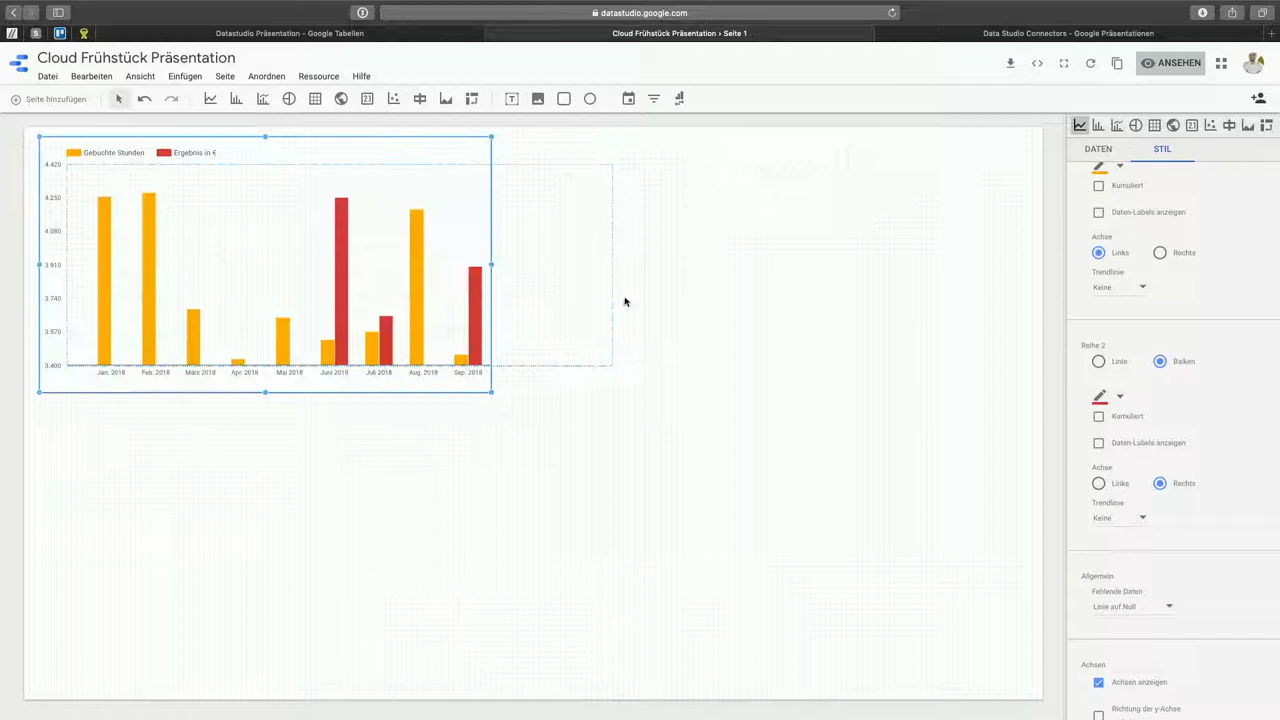 datastudio.google.com
S
Datastudio Präsentation - Google Tabellen
Cloud Frühstück Präsentation › Seite 1
Data Studio Connectors - Google Präsentationen
Cloud Frühstück Präsentation
Datei Bearbeiten Ansicht Einfügen Seite Anordnen Ressource Hilfe
ANSEHEN
Seite hinzufügen
DATEN STIL
Gebuchte Stunden Ergebnis in €
4.420
4.250
4.080
3.910
3.740
3.570
3.400
Jan. 2018 Feb. 2018 März 2018 Apr. 2018 Mai 2018 Juni 2018 Juli 2018 Aug. 2018 Sep. 2018
Kumuliert
Daten-Labels anzeigen
Achse
Links Rechts
Trendlinie
Keine
Reihe 2
Linie Balken
Kumuliert
Daten-Labels anzeigen
Achse
Links Rechts
Trendlinie
Keine
Allgemein
Fehlende Daten
Linie auf Null
Achsen
Achsen anzeigen
Richtung der y-Achse